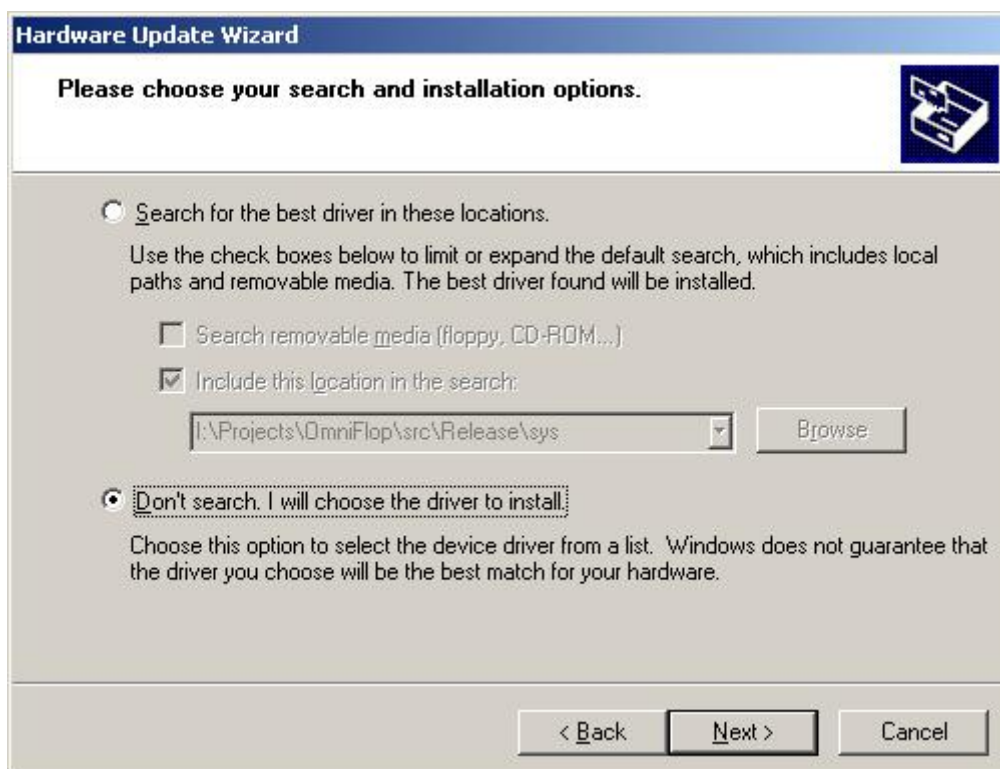 Hardware Update Wizard
Please choose your search and installation options.
Search for the best driver in these locations.
Use the check boxes below to limit or expand the default search, which includes local
paths and removable media. The best driver found will be installed.
Search removable media (floppy, CD-ROM...)
Include this location in the search:
I:\Projects\OmniFlop\src\Release\sys
Browse
Don't search. I will choose the driver to install.
Choose this option to select the device driver from a list. Windows does not guarantee that
the driver you choose will be the best match for your hardware.
< Back Next > Cancel